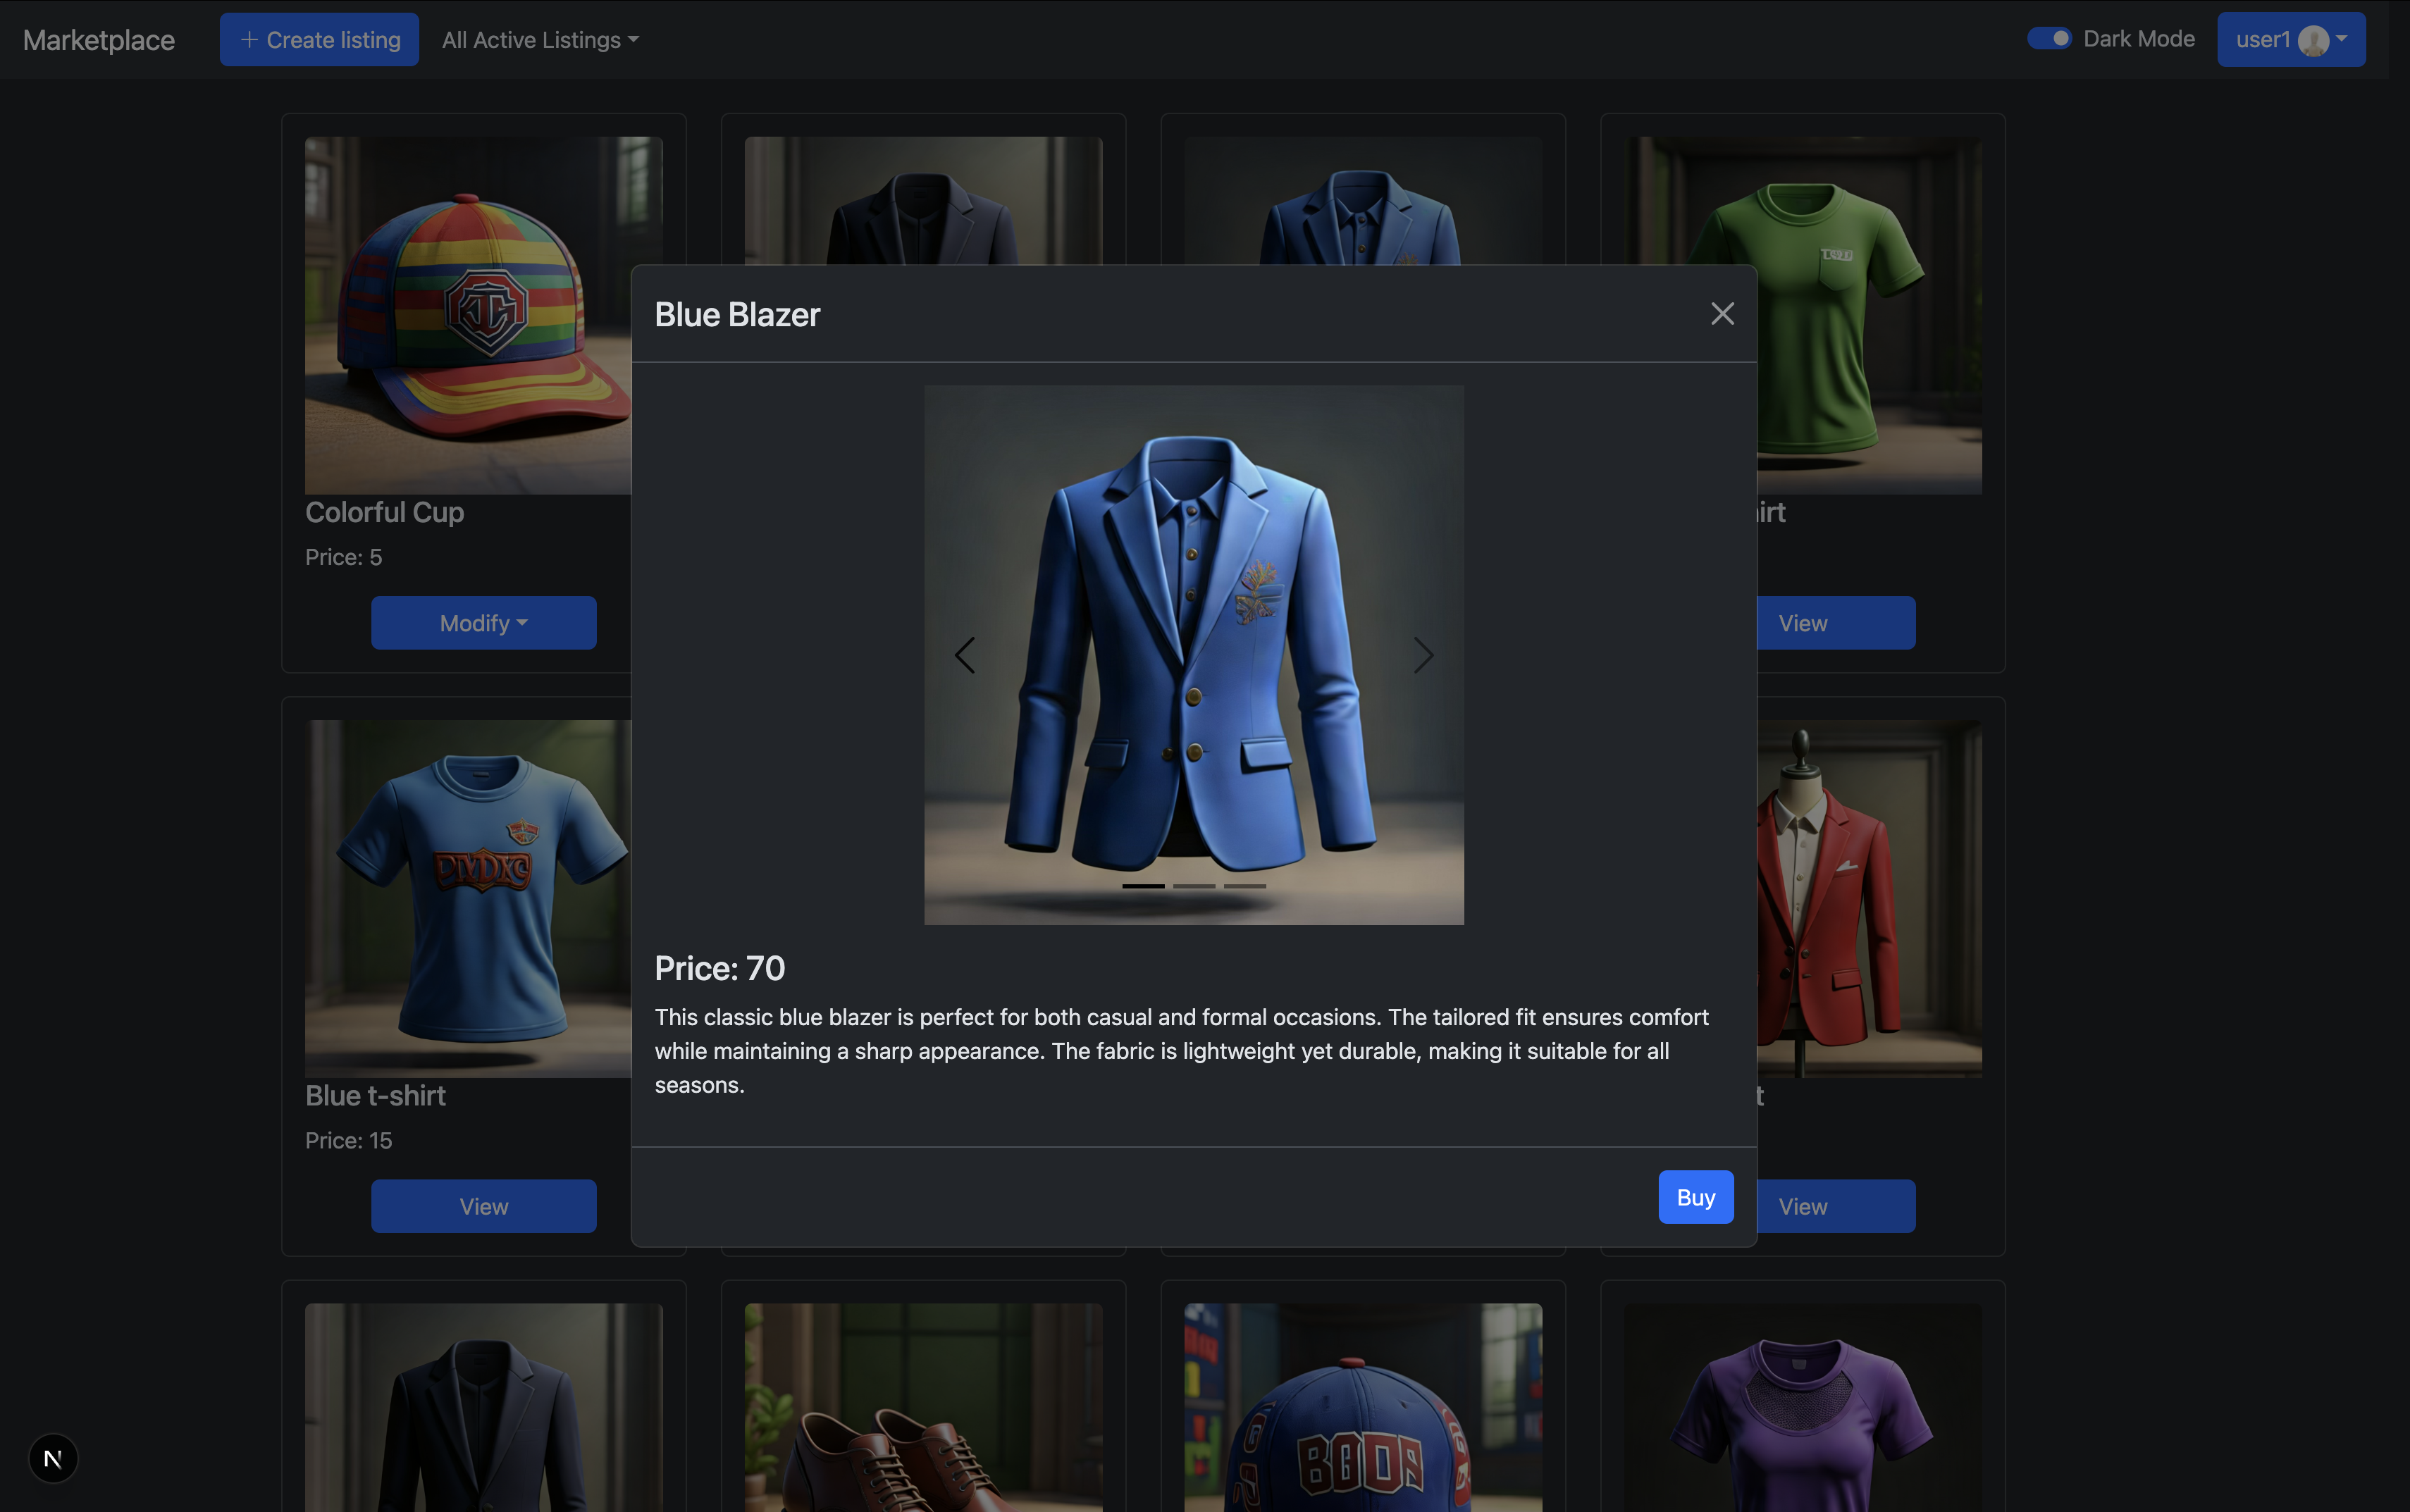 Marketplace
+ Create listing
All Active Listings
Dark Mode
user1
Blue Blazer
Colorful Cup
Price: 5
Modify
irt
View
Price: 70
This classic blue blazer is perfect for both casual and formal occasions. The tailored fit ensures comfort
while maintaining a sharp appearance. The fabric is lightweight yet durable, making it suitable for all
seasons.
Blue t-shirt
Price: 15
View
t
View
Buy
N